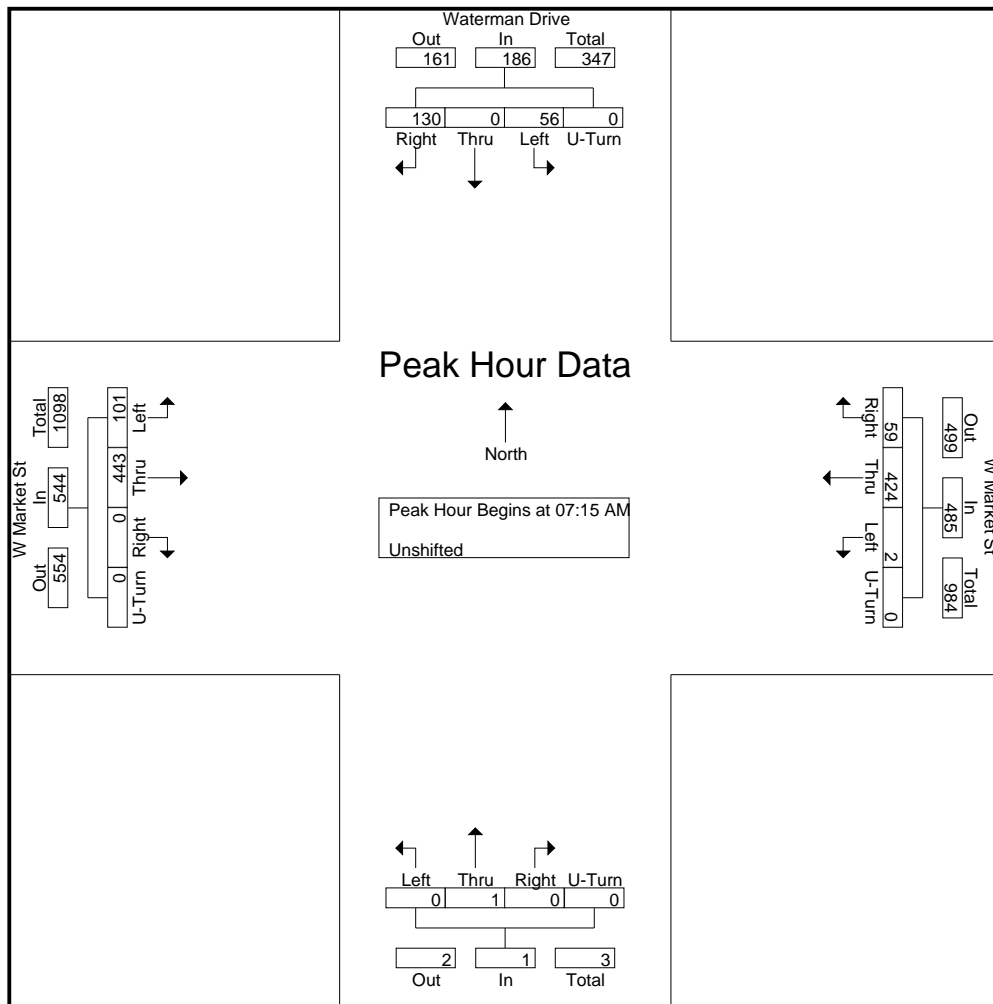 Waterman Drive
Out In Total
161 186 347
130 0 56 0
Right Thru Left U-Turn
Peak Hour Data
North
Peak Hour Begins at 07:15 AM
Unshifted
W Market St
Total In Out
1098 544 554
101 443 0 0
Left Thru Right U-Turn
W Market St
Out In Total
499 485 984
59 424 2 0
Right Thru Left U-Turn
Left Thru Right U-Turn
0 1 0 0
2 1 3
Out In Total